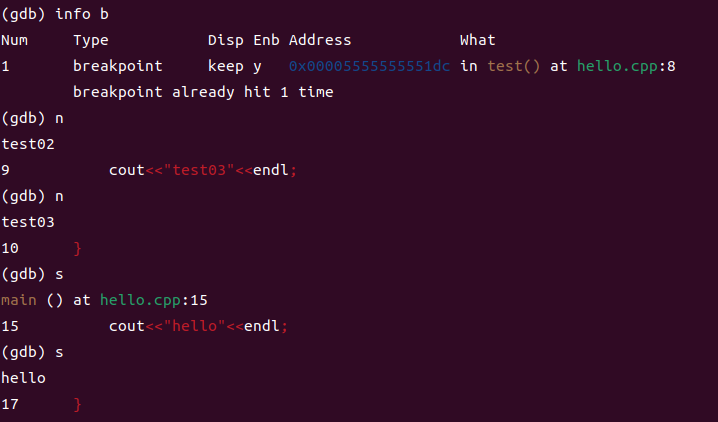 (gdb) info b
Num     Type           Disp Enb Address            What
1       breakpoint     keep y   0x00005555555551dc in test() at hello.cpp:8
        breakpoint already hit 1 time
(gdb) n
test02
9           cout<<"test03"<<endl;
(gdb) n
test03
10      }
(gdb) s
main () at hello.cpp:15
15          cout<<"hello"<<endl;
(gdb) s
hello
17      }